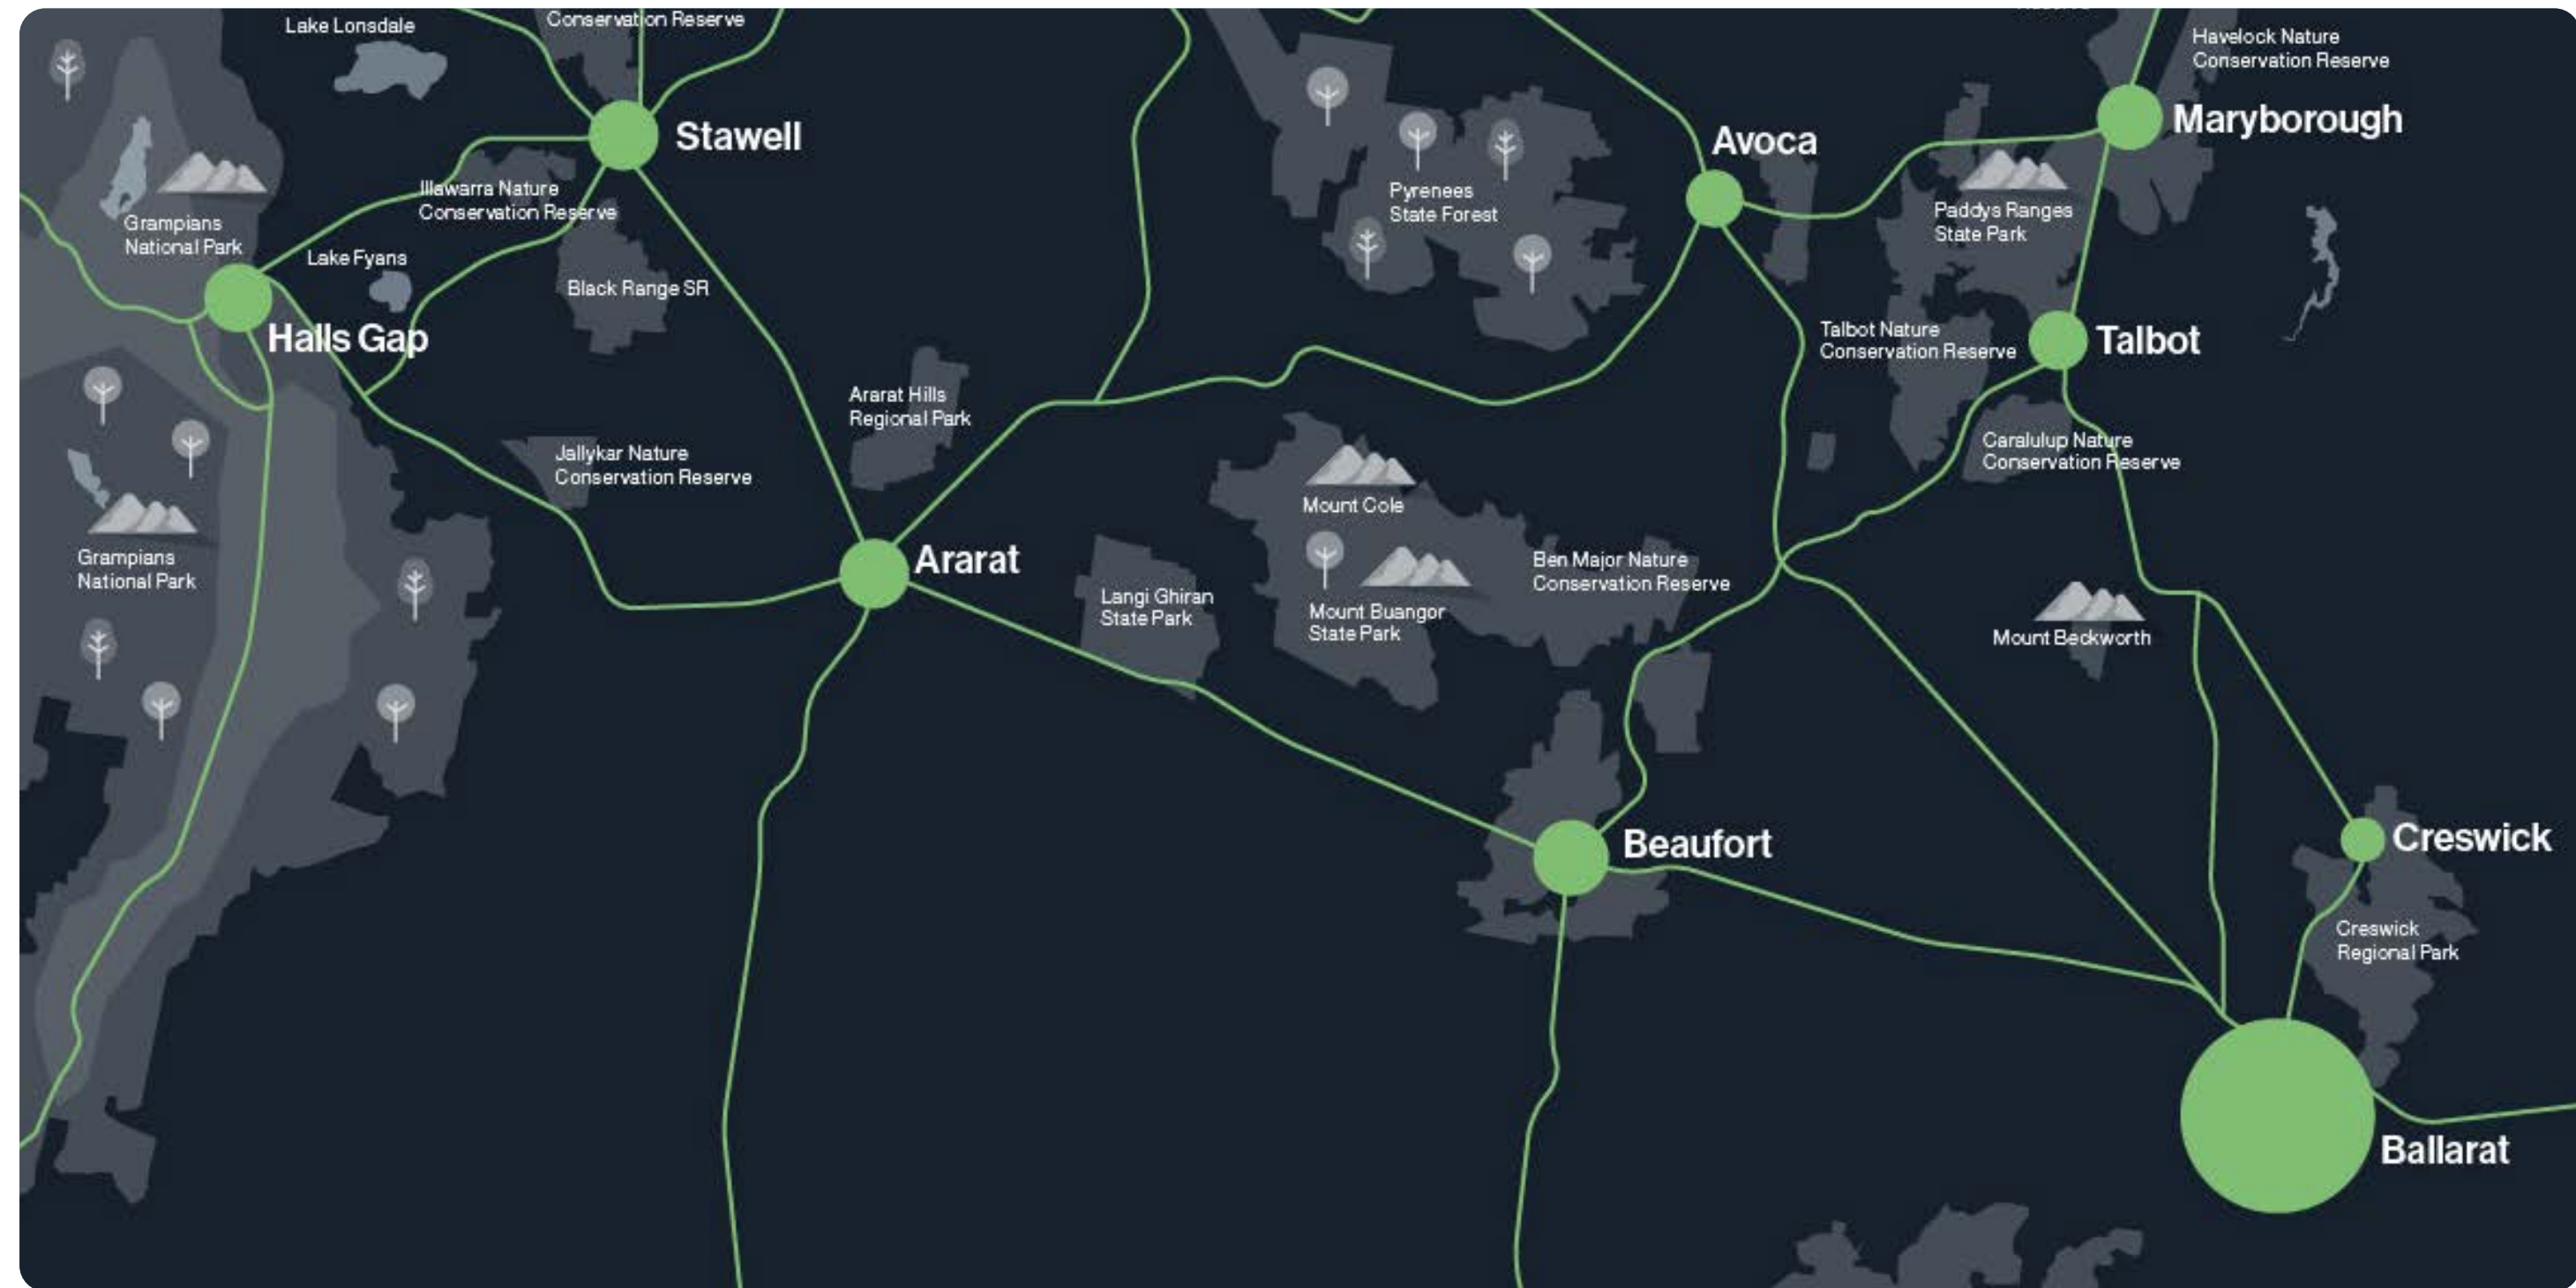 Lake Lonsdale
Conservation Reserve
Havelock Nature
Conservation Reserve
Stawell
Avoca
Maryborough
Illawarra Nature
Conservation Reserve
Pyrenees
State Forest
Paddys Ranges
State Park
Grampians
National Park
Lake Fyans
Black Range SR
Halls Gap
Talbot Nature
Conservation Reserve
Talbot
Ararat Hills
Regional Park
Jallykar Nature
Conservation Reserve
Caralulup Nature
Conservation Reserve
Mount Cole
Grampians
National Park
Ararat
Langi Ghiran
State Park
Ben Major Nature
Conservation Reserve
Mount Buangor
State Park
Mount Beckworth
Beaufort
Creswick
Creswick
Regional Park
Ballarat